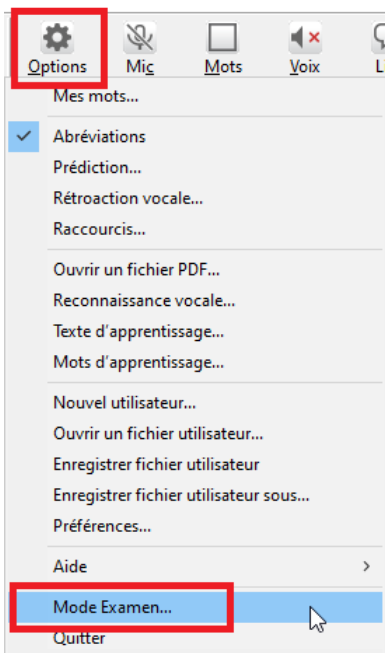 Options Mic Mots Voix
Mes mots...
Abréviations
Prédiction...
Rétroaction vocale...
Raccourcis...
Ouvrir un fichier PDF...
Reconnaissance vocale...
Texte d'apprentissage...
Mots d'apprentissage...
Nouvel utilisateur...
Ouvrir un fichier utilisateur...
Enregistrer fichier utilisateur
Enregistrer fichier utilisateur sous...
Préférences...
Aide
Mode Examen...
Quitter